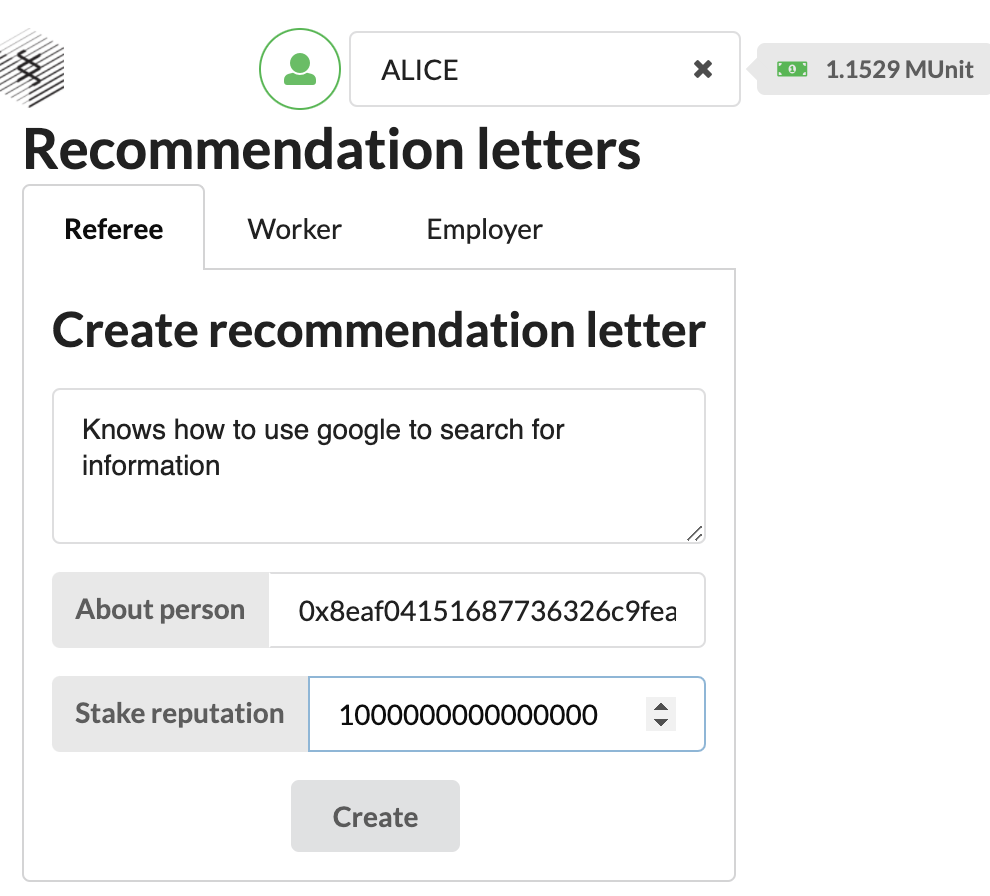 ALICE
1.1529 MUnit
Recommendation letters
Referee
Worker
Employer
Create recommendation letter
Knows how to use google to search for
information
About person
0x8eaf04151687736326c9fea
Stake reputation
1000000000000000
Create